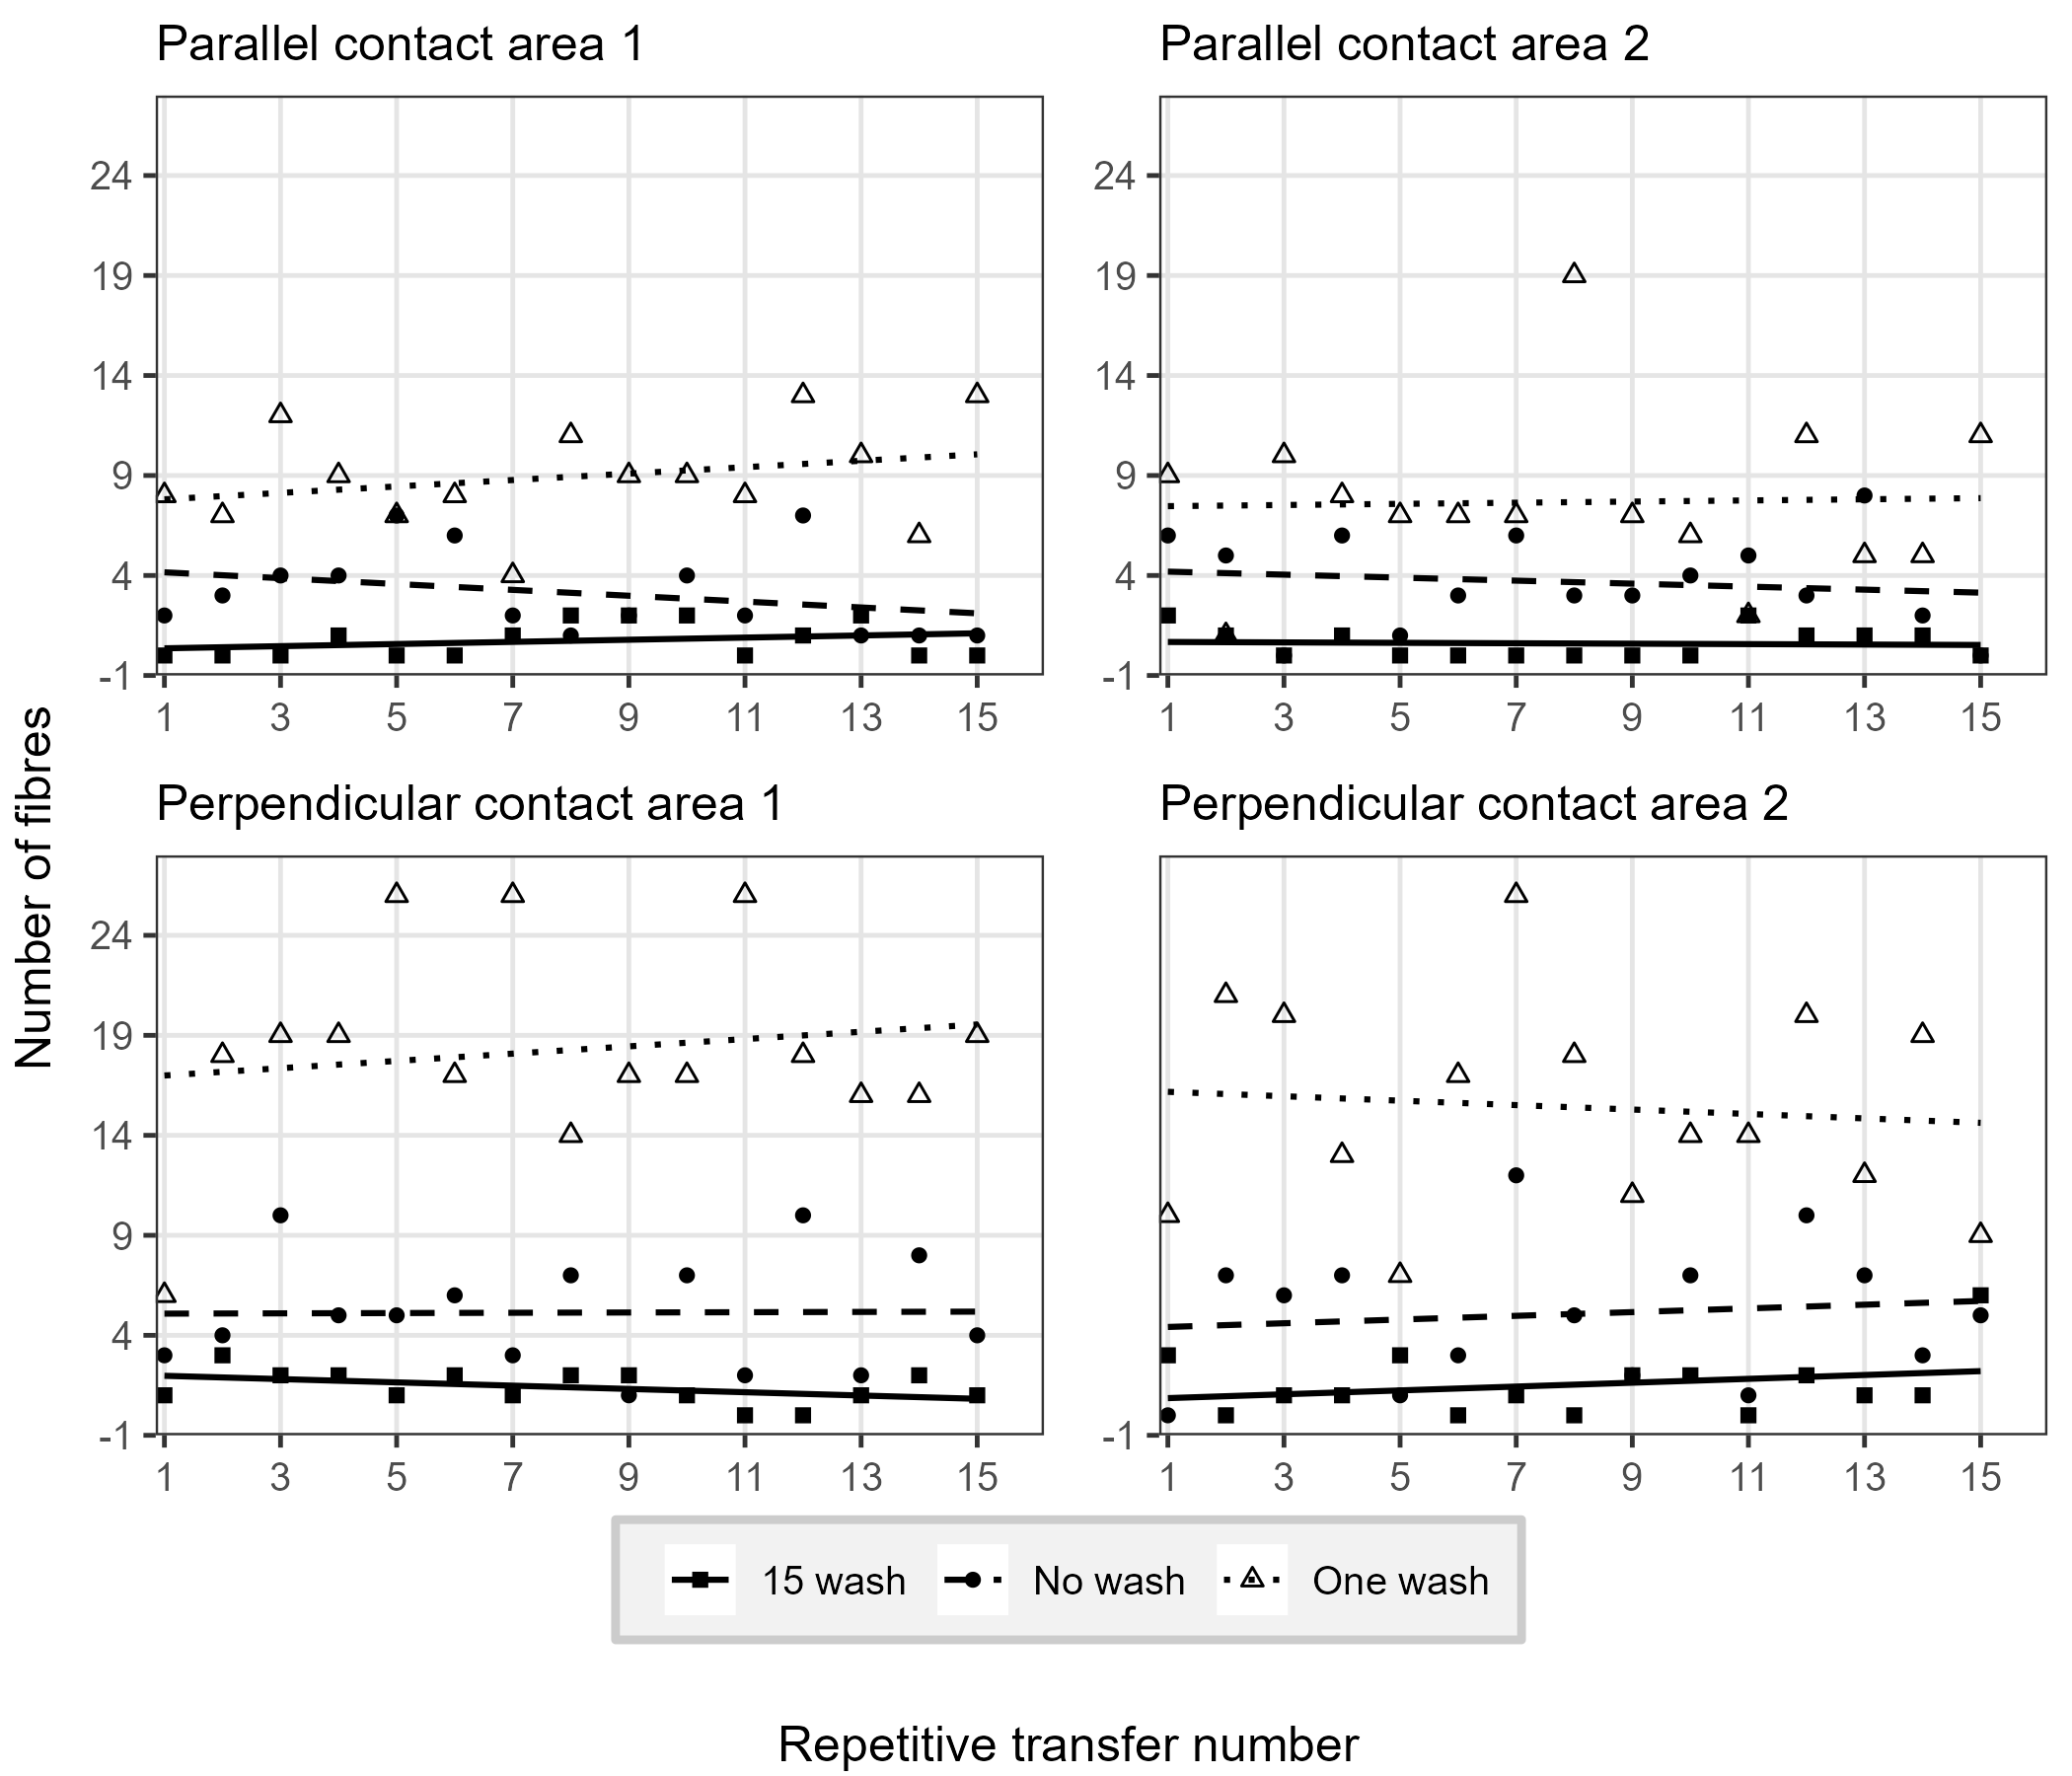 Parallel contact area 1
24
19
14
9
4
-1
1 3 5 7 9 11 13 15
Parallel contact area 2
24
19
14
9
4
-1
1 3 5 7 9 11 13 15
Number of fibres
Perpendicular contact area 1
24
19
14
9
4
-1
1 3 5 7 9 11 13 15
Perpendicular contact area 2
-1
1 3 5 7 9 11 13 15
15 wash No wash One wash
Repetitive transfer number